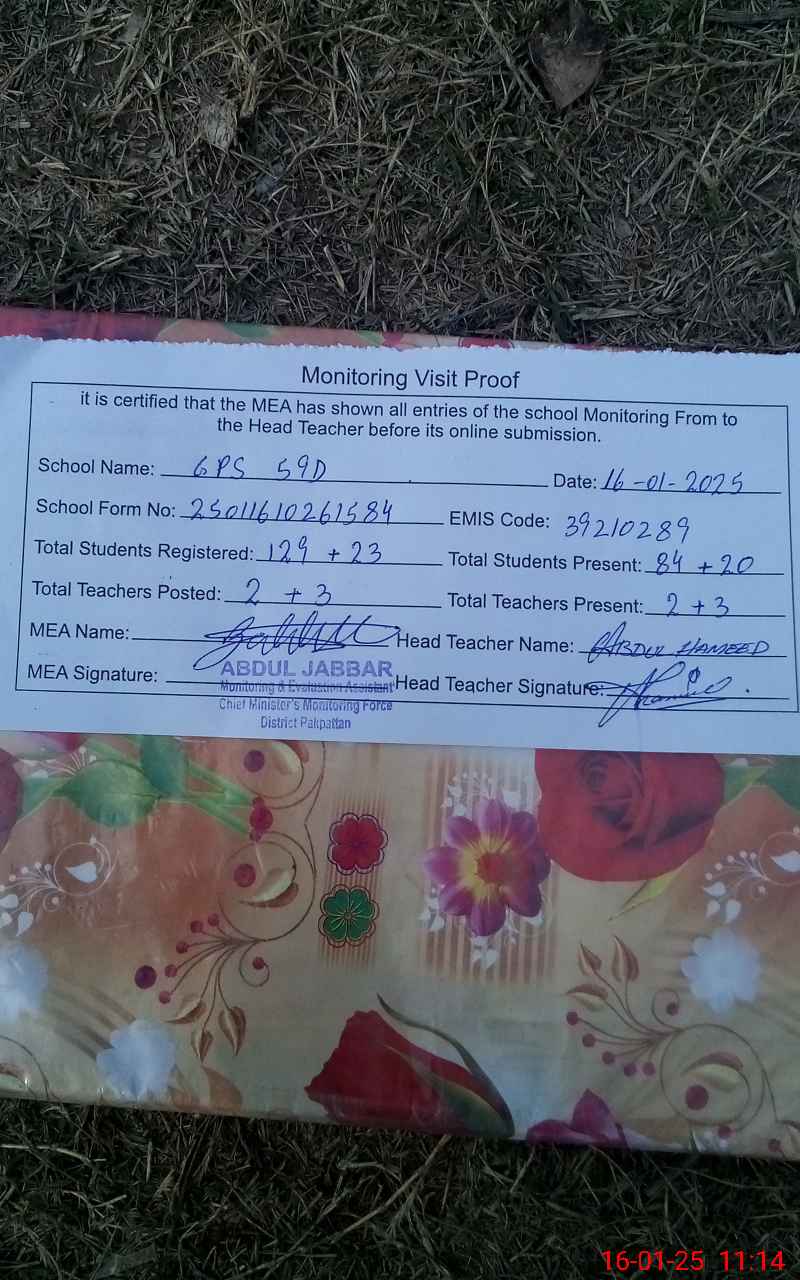 Monitoring Visit Proof
it is certified that the MEA has shown all entries of the school Monitoring From to
the Head Teacher before its online submission.
School Name: GPS 59D Date: 16-01-2025
School Form No: 25011610261584 EMIS Code: 39210289
Total Students Registered: 129 + 23 Total Students Present: 84 + 20
Total Teachers Posted: 2 + 3 Total Teachers Present: 2 + 3
MEA Name: Head Teacher Name: ABDUL HAMEED
MEA Signature: Head Teacher Signature:
ABDUL JABBAR
Monitoring & Evaluation Assistant
Chief Minister's Monitoring Force
District Pakpattan
16-01-25 11:14